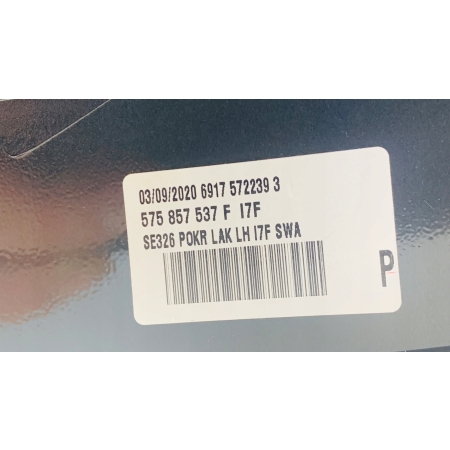 03/09/2020 6917 572239 3
575 857 537 F I7F
SE326 POKR LAK LH I7F SWA
P